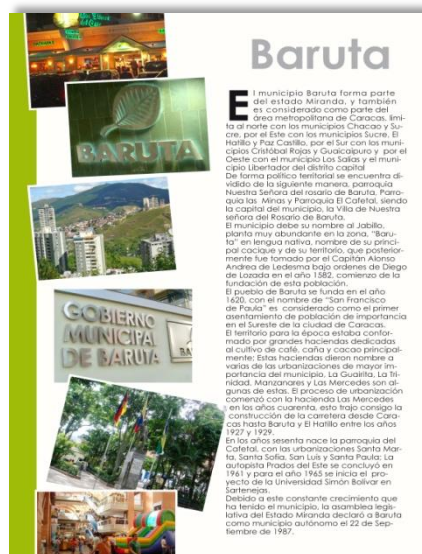 Baruta
El municipio Baruta forma parte
del estado Miranda, y también
es considerado como parte del
área metropolitana de Caracas, limi-
ta al norte con los municipios Chacao y Su-
cre, por el Este con los municipios Sucre, El
Hatillo y Paz Castillo, por el Sur con los muni-
cipios Cristóbal Rojas y Guaicaipuro y por el
Oeste con el municipio Los Salias y el muni-
cipio Libertador del distrito capital
De forma político territorial se encuentra di-
vidido de la siguiente manera, parroquia
Nuestra Señora del rosario de Baruta, Parro-
quia las Minas y Parroquia El Cafetal, siendo
la capital del municipio, la Villa de Nuestra
señora del Rosario de Baruta.
El municipio debe su nombre al Jabillo,
planta muy abundante en la zona, "Baru-
ta" en lengua nativa, nombre de su princi-
pal cacique y de su territorio, que posterior-
mente fue tomado por el Capitán Alonso
Andrea de Ledesma bajo ordenes de Diego
de Lozada en el año 1582, comienzo de la
fundación de esta población.
El pueblo de Baruta se funda en el año
1620, con el nombre de "San Francisco
de Paula" es considerado como el primer
asentamiento de población de importancia
en el Sureste de la ciudad de Caracas.
El territorio para la época estaba confor-
mado por grandes haciendas dedicadas
al cultivo de café, caña y cacao principal-
mente; Estas haciendas dieron nombre a
varias de las urbanizaciones de mayor im-
portancia del municipio, La Guairita, La Tri-
nidad, Manzanares y Las Mercedes son al-
gunas de estas. El proceso de urbanización
comenzó con la hacienda Las Mercedes
en los años cuarenta, esto trajo consigo la
construcción de la carretera desde Cara-
cas hasta Baruta y El Hatillo entre los años
1927 y 1929.
En los años sesenta nace la parroquia del
Cafetal, con las urbanizaciones Santa Mar-
ta, Santa Sofía, San Luis y Santa Paula; La
autopista Prados del Este se concluyó en
1961 y para el año 1965 se inicia el pro-
yecto de la Universidad Simón Bolívar en
Sartenejas.
Debido a este constante crecimiento que
ha tenido el municipio, la asamblea legis-
lativa del Estado Miranda declaró a Baruta
como municipio autónomo el 22 de Sep-
tiembre de 1987.
BARUTA
GOBIERNO
MUNICIPAL
DE BARUTA